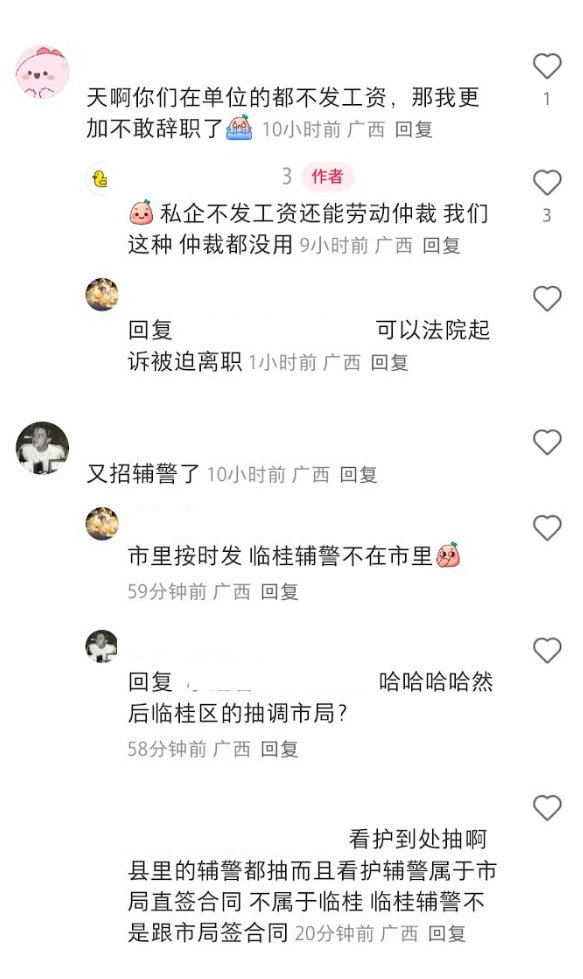 天啊你们在单位的都不发工资，那我更
1
加不敢辞职了 10小时前 广西 回复
3 作者
私企不发工资还能劳动仲裁 我们
3
这种 仲裁都没用 9小时前 广西 回复
回复 可以法院起
诉被迫离职 1小时前 广西 回复
又招辅警了 10小时前 广西 回复
市里按时发 临桂辅警不在市里
59分钟前 广西 回复
回复 哈哈哈哈然
后临桂区的抽调市局？
58分钟前 广西 回复
看护到处抽啊
县里的辅警都抽而且看护辅警属于市
局直签合同 不属于临桂 临桂辅警不
是跟市局签合同 20分钟前 广西 回复